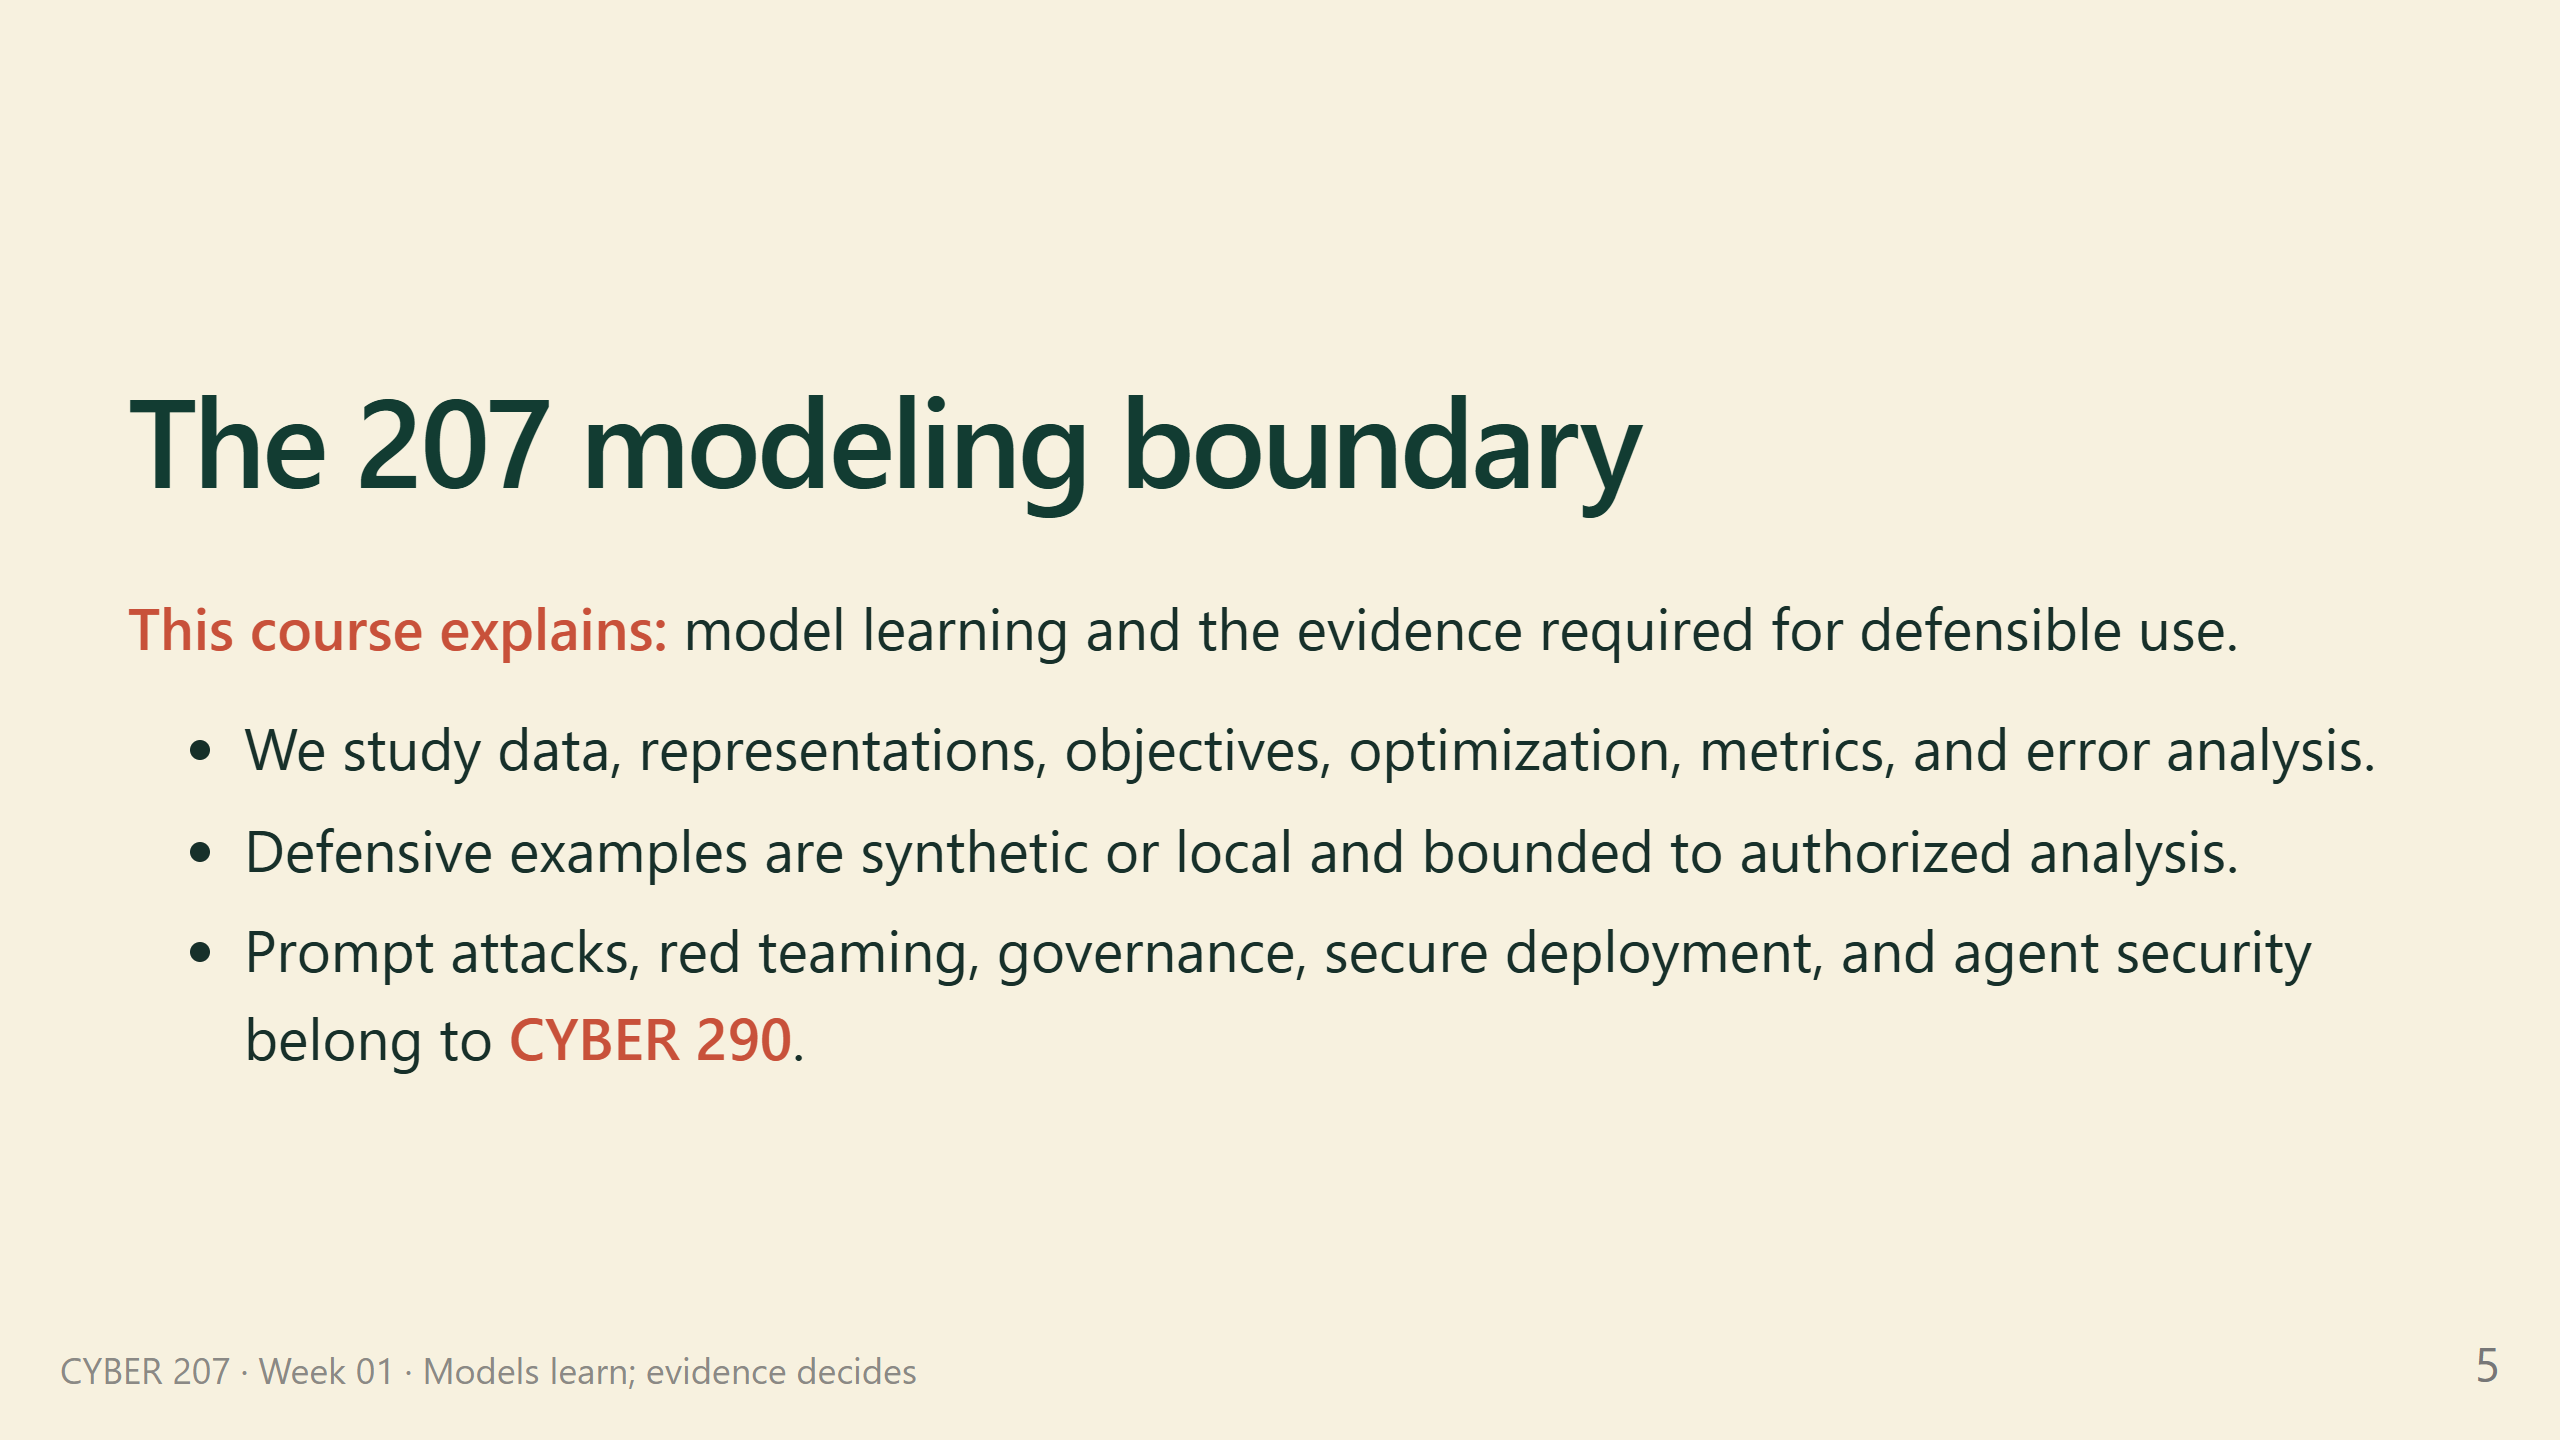 The 207 modeling boundary
This course explains: model learning and the evidence required for defensible use.
• We study data, representations, objectives, optimization, metrics, and error analysis.
• Defensive examples are synthetic or local and bounded to authorized analysis.
• Prompt attacks, red teaming, governance, secure deployment, and agent security
belong to CYBER 290.
CYBER 207 · Week 01 · Models learn; evidence decides
5